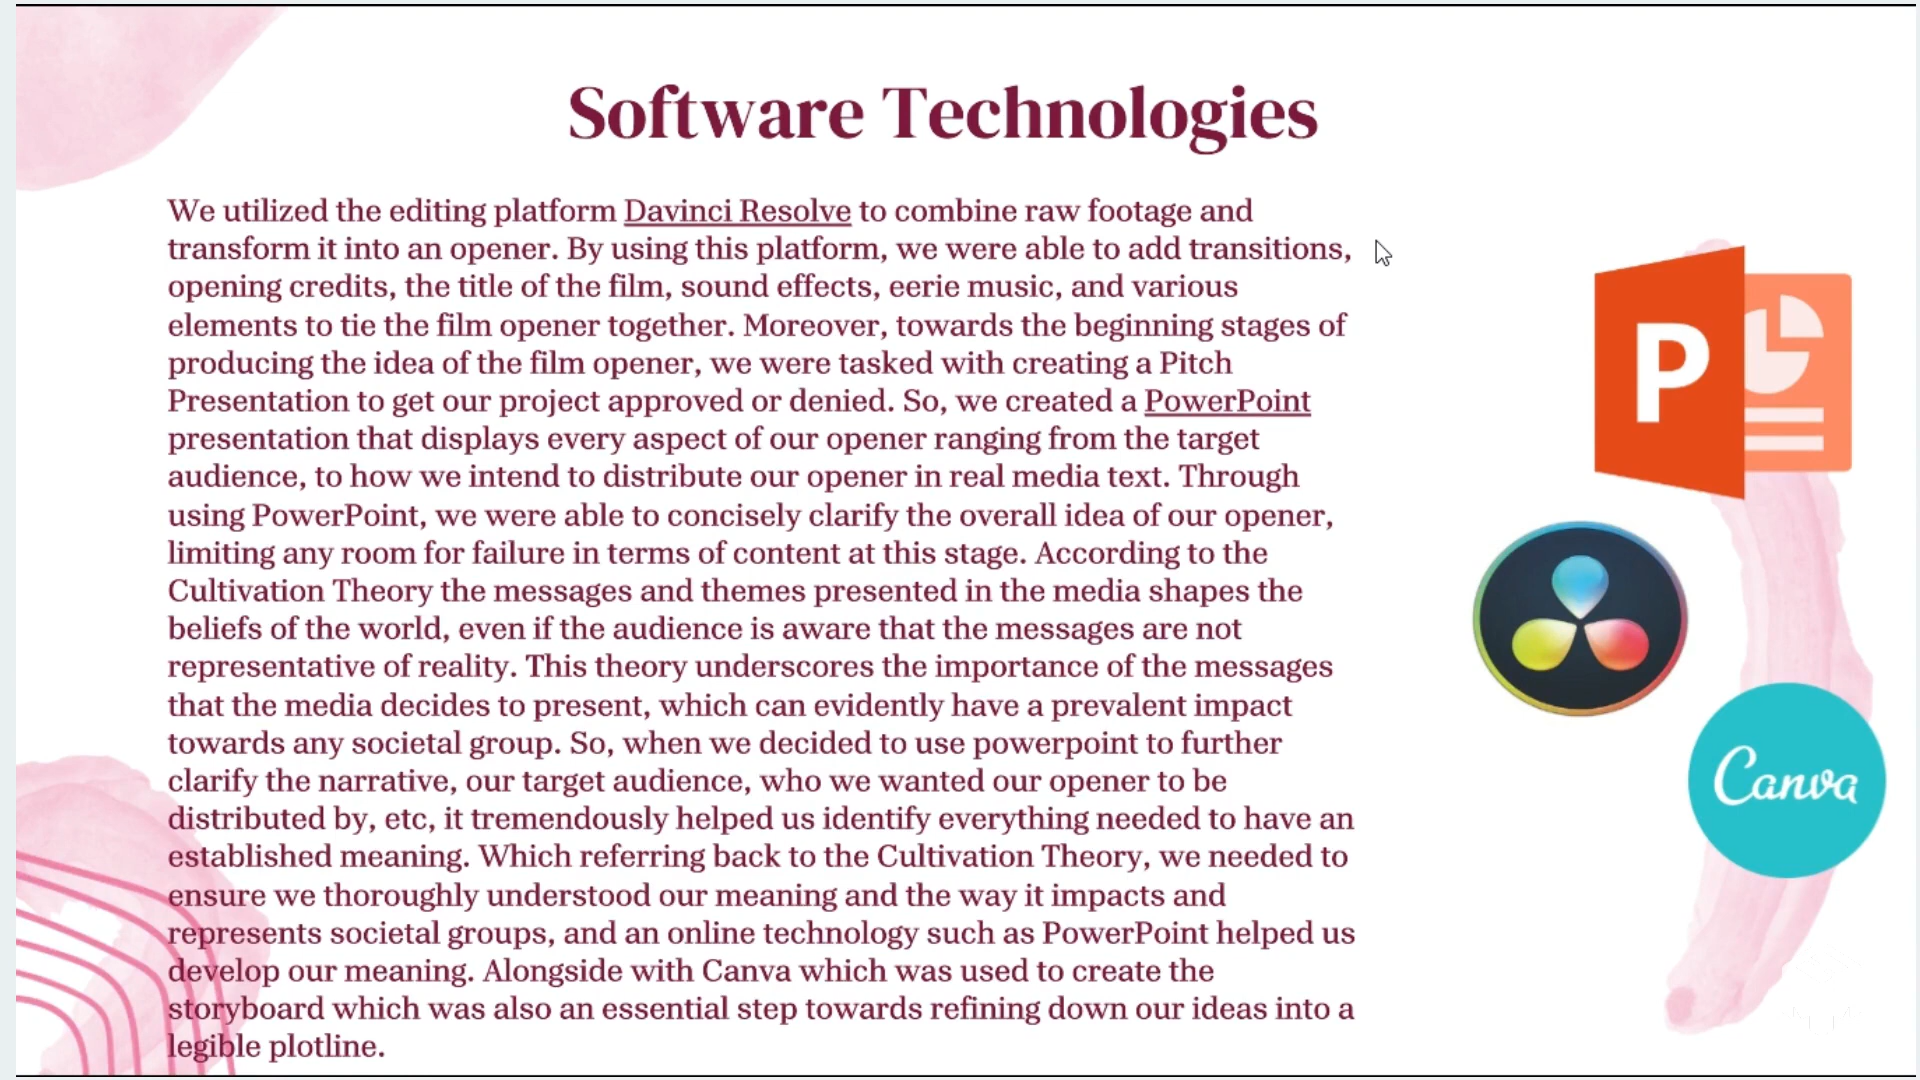 Software Technologies
We utilized the editing platform Davinci Resolve to combine raw footage and
transform it into an opener. By using this platform, we were able to add transitions,
opening credits, the title of the film, sound effects, eerie music, and various
elements to tie the film opener together. Moreover, towards the beginning stages of
producing the idea of the film opener, we were tasked with creating a Pitch
Presentation to get our project approved or denied. So, we created a PowerPoint
presentation that displays every aspect of our opener ranging from the target
audience, to how we intend to distribute our opener in real media text. Through
using PowerPoint, we were able to concisely clarify the overall idea of our opener,
limiting any room for failure in terms of content at this stage. According to the
Cultivation Theory the messages and themes presented in the media shapes the
beliefs of the world, even if the audience is aware that the messages are not
representative of reality. This theory underscores the importance of the messages
that the media decides to present, which can evidently have a prevalent impact
towards any societal group. So, when we decided to use powerpoint to further
clarify the narrative, our target audience, who we wanted our opener to be
distributed by, etc, it tremendously helped us identify everything needed to have an
established meaning. Which referring back to the Cultivation Theory, we needed to
ensure we thoroughly understood our meaning and the way it impacts and
represents societal groups, and an online technology such as PowerPoint helped us
develop our meaning. Alongside with Canva which was used to create the
storyboard which was also an essential step towards refining down our ideas into a
legible plotline.
P
Canva